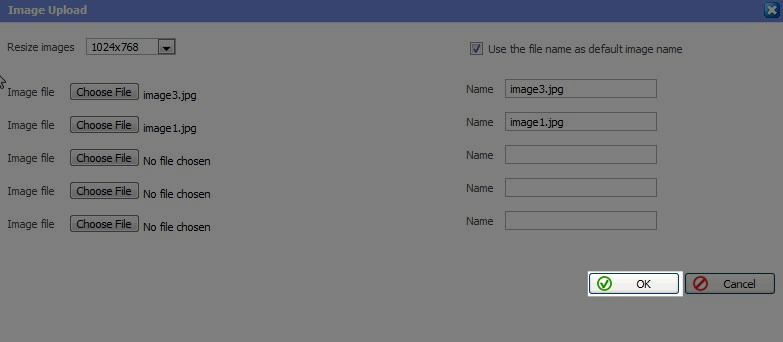 Image Upload
Resize images 1024x768 Use the file name as default image name
Image file Choose File image3.jpg Name image3.jpg
Image file Choose File image1.jpg Name image1.jpg
Image file Choose File No file chosen Name
Image file Choose File No file chosen Name
Image file Choose File No file chosen Name
OK Cancel